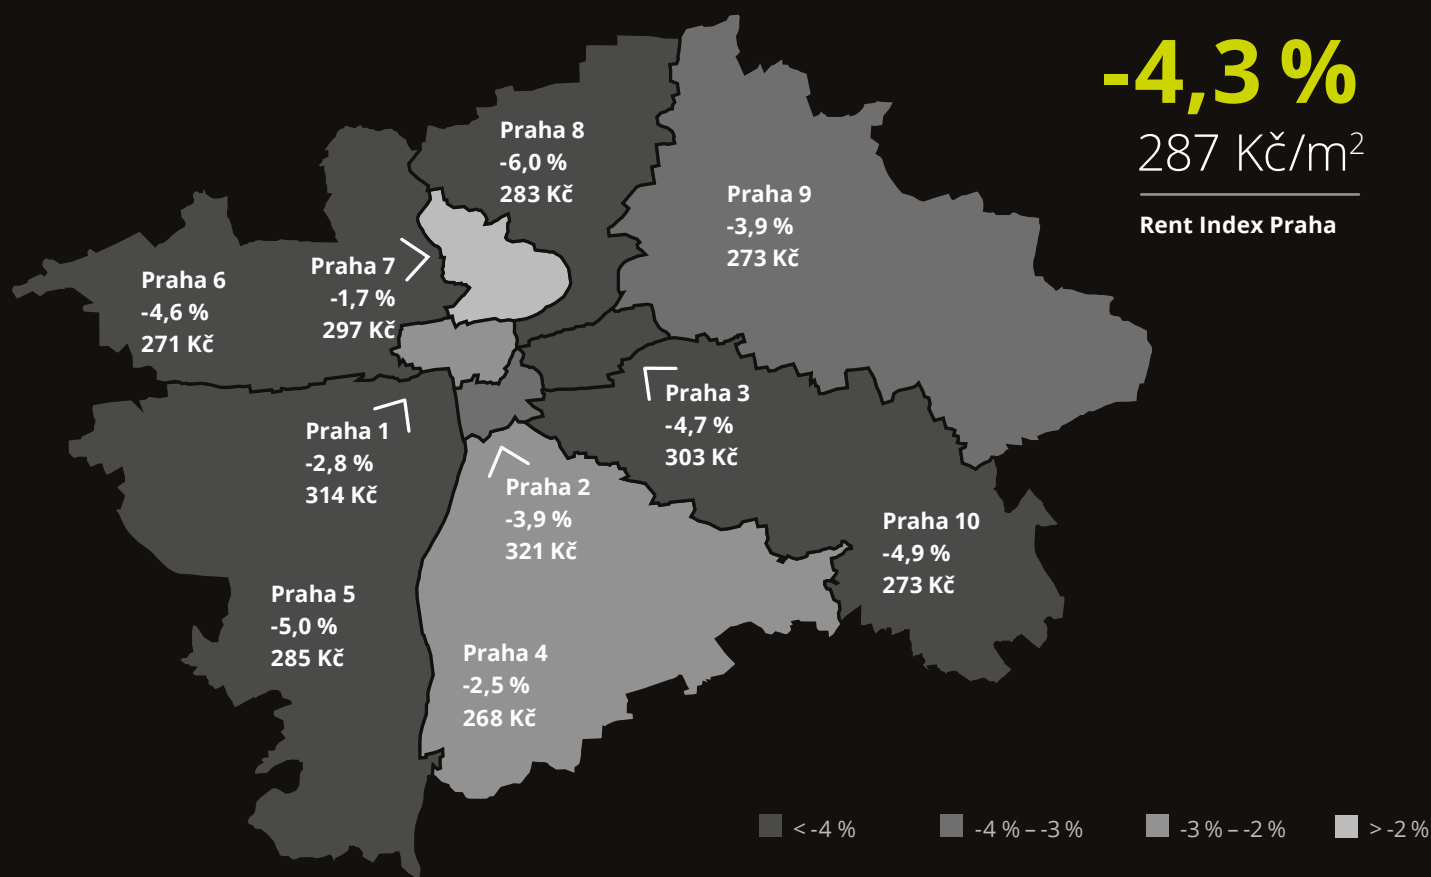 -4,3 %
287 Kč/m²
Rent Index Praha
Praha 8
-6,0 %
283 Kč
Praha 9
-3,9 %
273 Kč
Praha 7
-1,7 %
297 Kč
Praha 6
-4,6 %
271 Kč
Praha 3
-4,7 %
303 Kč
Praha 1
-2,8 %
314 Kč
Praha 2
-3,9 %
321 Kč
Praha 10
-4,9 %
273 Kč
Praha 5
-5,0 %
285 Kč
Praha 4
-2,5 %
268 Kč
< -4 %
-4 % – -3 %
-3 % – -2 %
> -2 %